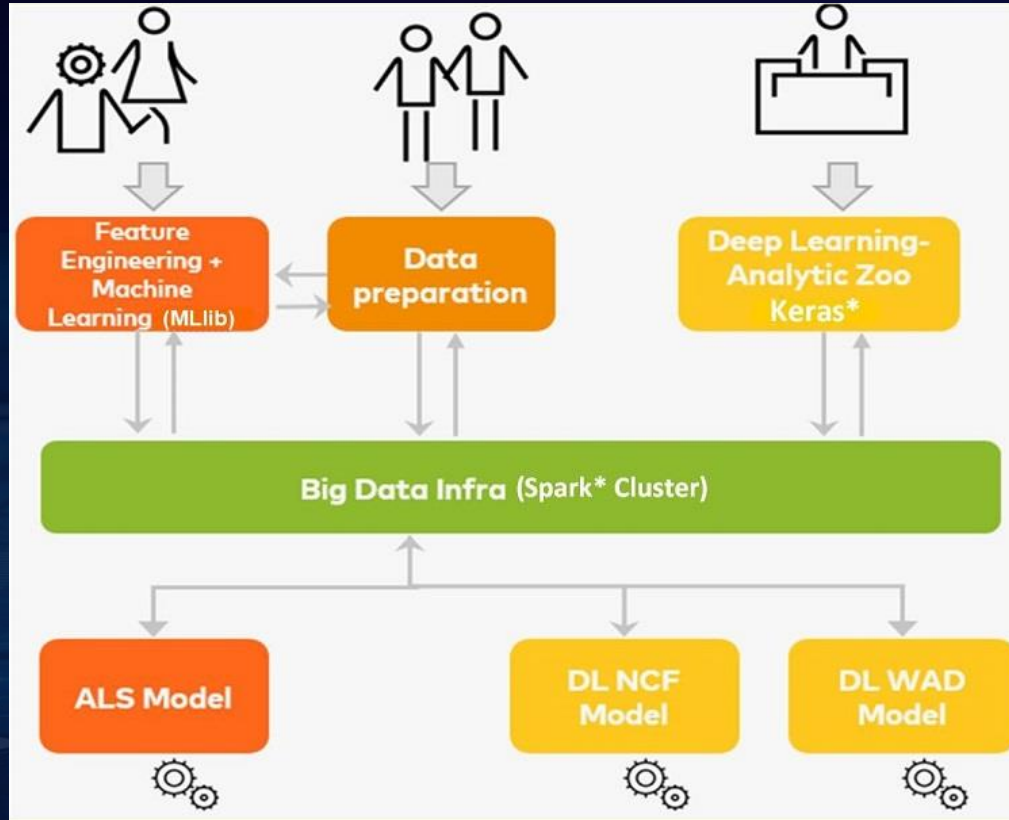 Feature
Engineering +
Machine
Learning (MLlib)
Data
preparation
Deep Learning-
Analytic Zoo
Keras*
Big Data Infra (Spark* Cluster)
ALS Model
DL NCF
Model
DL WAD
Model